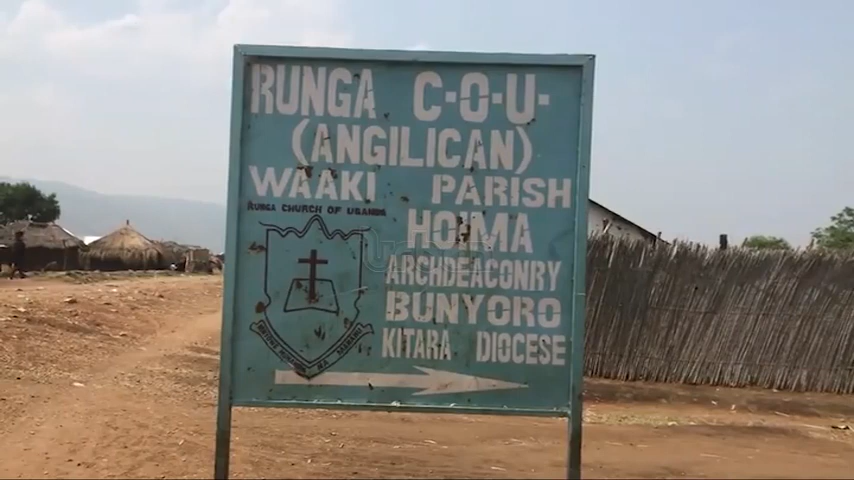 RUNGA C-O-U-
(ANGILICAN)
WAAKI PARISH
RUNGA CHURCH OF UGANDA
HOIMA
ARCHDEACONRY
BUNYORO
KITARA DIOCESE